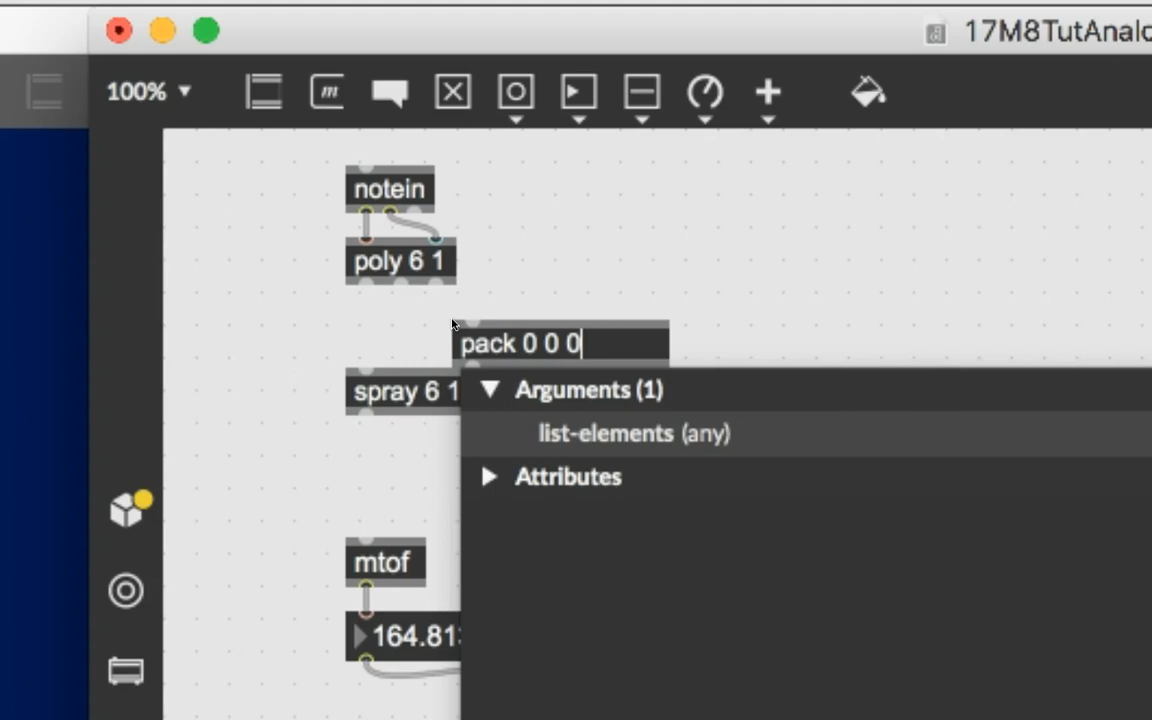 17M8TutAnalo
100%
m
notein
poly 6 1
pack 0 0 0
spray 6 1
Arguments (1)
list-elements (any)
Attributes
mtof
164.81